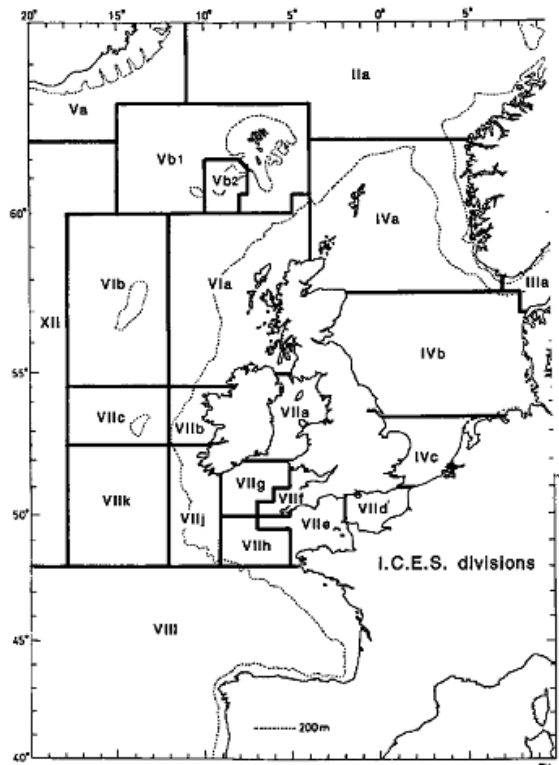 20° 15° 10° 5° 0° 5°
IIa
Va
Vb1
Vb2
60°
IVa
VIa
VIb
IIIa
XII
IVb
55°
VIIa
VIIc
VIIb
IVc
VIIg
VIIk
VIIf
VIId
50°
VIIj
VIIe
VIIh
I.C.E.S. divisions
VIII
45°
200m
40°